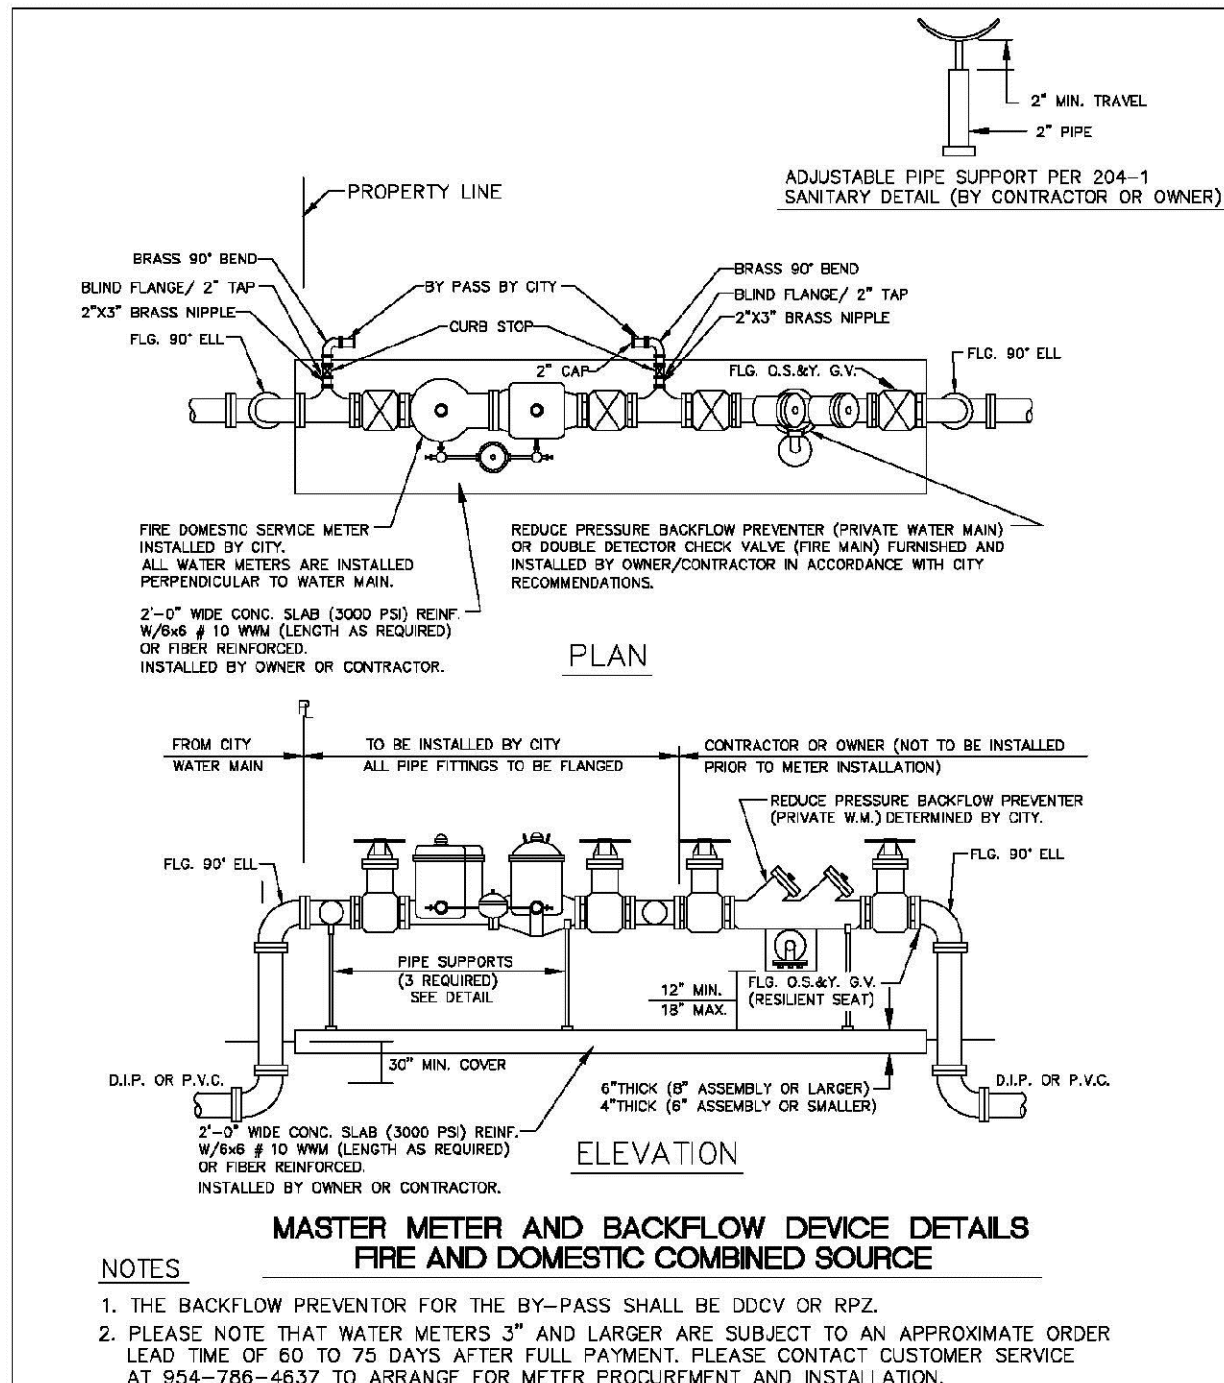 2" MIN. TRAVEL
2" PIPE
ADJUSTABLE PIPE SUPPORT PER 204-1
SANITARY DETAIL (BY CONTRACTOR OR OWNER)
PROPERTY LINE
BRASS 90° BEND
BLIND FLANGE/ 2" TAP
2"X3" BRASS NIPPLE
FLG. 90° ELL
BY PASS BY CITY
CURB STOP
2" CAP
BRASS 90° BEND
BLIND FLANGE/ 2" TAP
2"X3" BRASS NIPPLE
FLG. O.S.&Y. G.V.
FLG. 90° ELL
FIRE DOMESTIC SERVICE METER
INSTALLED BY CITY.
ALL WATER METERS ARE INSTALLED
PERPENDICULAR TO WATER MAIN.
REDUCE PRESSURE BACKFLOW PREVENTER (PRIVATE WATER MAIN)
OR DOUBLE DETECTOR CHECK VALVE (FIRE MAIN) FURNISHED AND
INSTALLED BY OWNER/CONTRACTOR IN ACCORDANCE WITH CITY
RECOMMENDATIONS.
2'-0" WIDE CONC. SLAB (3000 PSI) REINF.
W/6x6 # 10 WWM (LENGTH AS REQUIRED)
OR FIBER REINFORCED.
INSTALLED BY OWNER OR CONTRACTOR.
PLAN
PL
FROM CITY
WATER MAIN
TO BE INSTALLED BY CITY
ALL PIPE FITTINGS TO BE FLANGED
CONTRACTOR OR OWNER (NOT TO BE INSTALLED
PRIOR TO METER INSTALLATION)
REDUCE PRESSURE BACKFLOW PREVENTER
(PRIVATE W.M.) DETERMINED BY CITY.
FLG. 90° ELL
FLG. 90° ELL
PIPE SUPPORTS
(3 REQUIRED)
SEE DETAIL
12" MIN.
18" MAX.
FLG. O.S.&Y. G.V.
(RESILIENT SEAT)
30" MIN. COVER
D.I.P. OR P.V.C.
6"THICK (8" ASSEMBLY OR LARGER)
4"THICK (6" ASSEMBLY OR SMALLER)
D.I.P. OR P.V.C.
2'-0" WIDE CONC. SLAB (3000 PSI) REINF.
W/6x6 # 10 WWM (LENGTH AS REQUIRED)
OR FIBER REINFORCED.
INSTALLED BY OWNER OR CONTRACTOR.
ELEVATION
MASTER METER AND BACKFLOW DEVICE DETAILS
FIRE AND DOMESTIC COMBINED SOURCE
NOTES
1. THE BACKFLOW PREVENTOR FOR THE BY-PASS SHALL BE DDCV OR RPZ.
2. PLEASE NOTE THAT WATER METERS 3" AND LARGER ARE SUBJECT TO AN APPROXIMATE ORDER
LEAD TIME OF 60 TO 75 DAYS AFTER FULL PAYMENT. PLEASE CONTACT CUSTOMER SERVICE
AT 954-786-4637 TO ARRANGE FOR METER PROCUREMENT AND INSTALLATION.